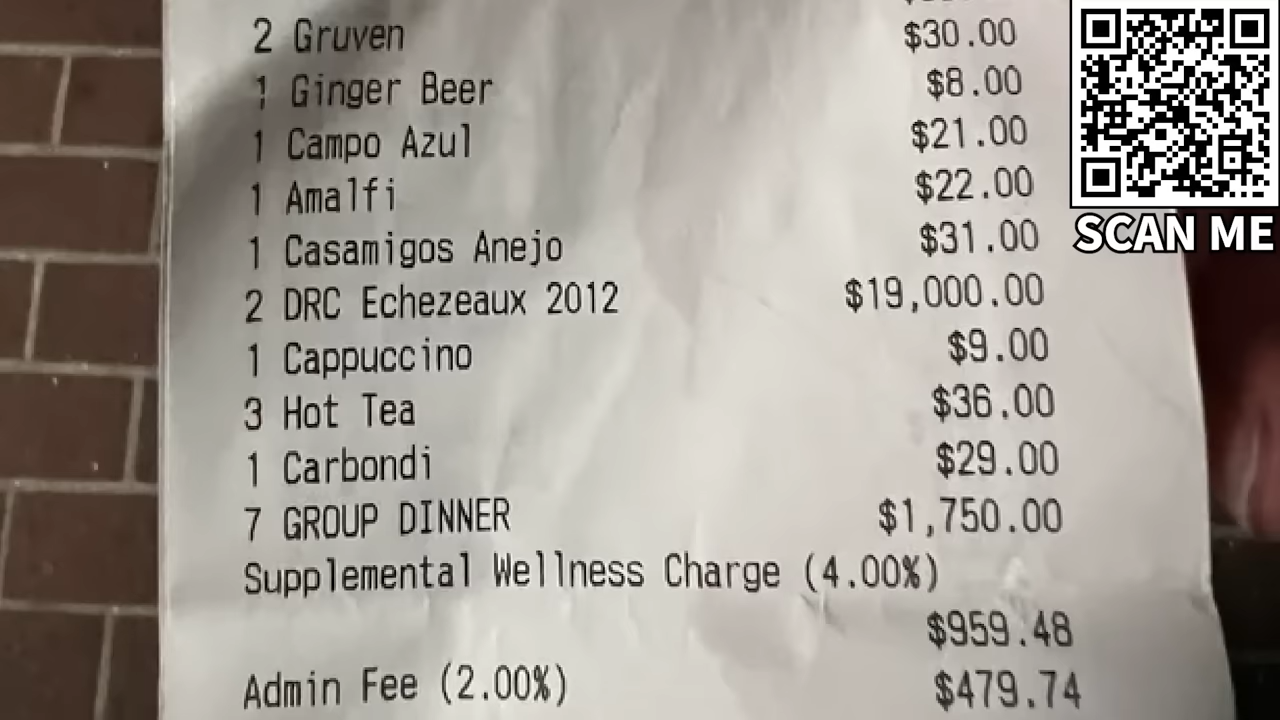 2 Gruven $30.00
1 Ginger Beer $8.00
1 Campo Azul $21.00
1 Amalfi $22.00
1 Casamigos Anejo $31.00
2 DRC Echezeaux 2012 $19,000.00
1 Cappuccino $9.00
3 Hot Tea $36.00
1 Carbondi $29.00
7 GROUP DINNER $1,750.00
Supplemental Wellness Charge (4.00%)
$959.48
Admin Fee (2.00%) $479.74
SCAN ME